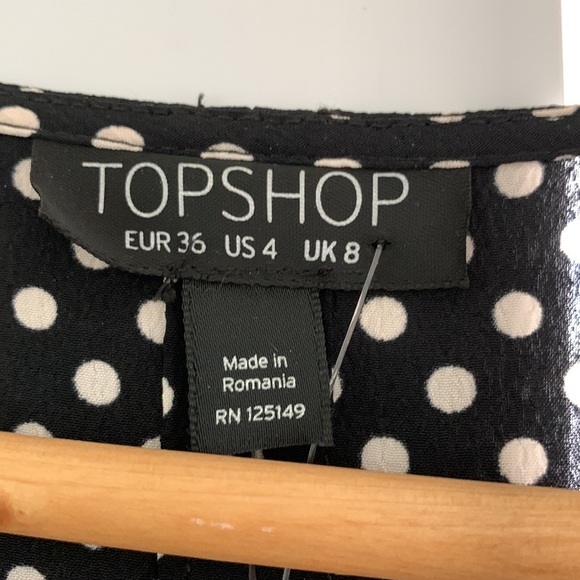 TOPSHOP
EUR 36 US 4 UK 8
Made in
Romania
RN 125149